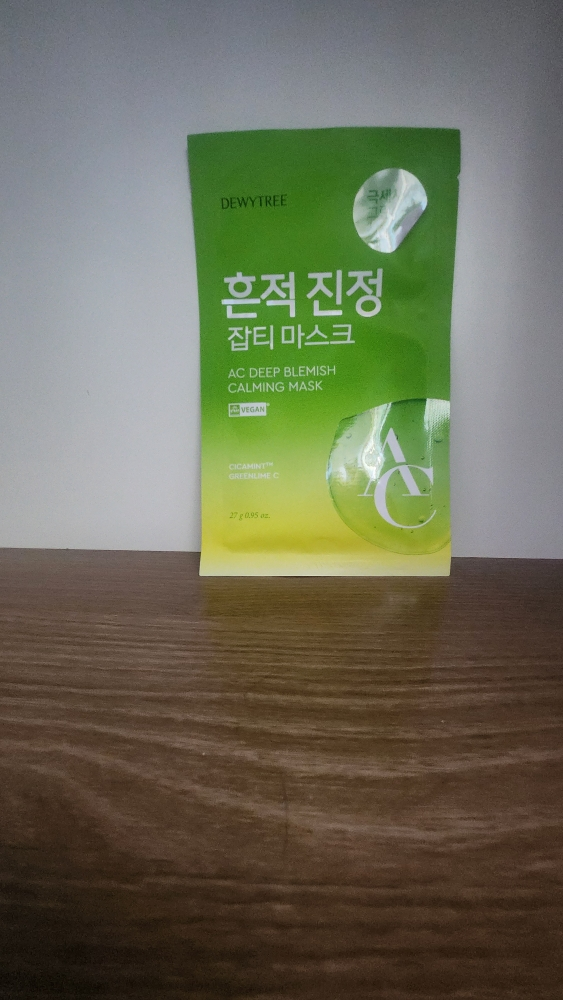 DEWYTREE
흔적 진정
잡티 마스크
AC DEEP BLEMISH
CALMING MASK
VEGAN
CICAMINT™
GREENLIME C
AC
27 g 0.95 oz.